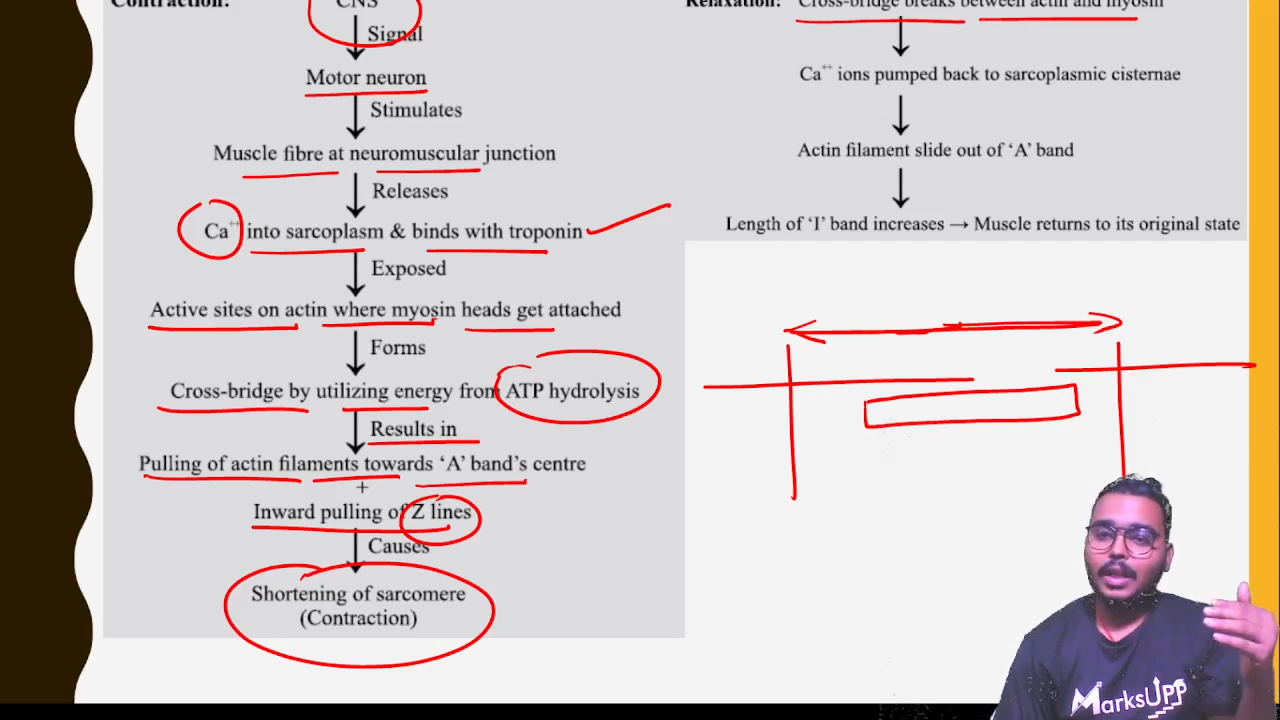 Contraction:
CNS
Signal
Motor neuron
Stimulates
Muscle fibre at neuromuscular junction
Releases
Ca++ into sarcoplasm & binds with troponin
Exposed
Active sites on actin where myosin heads get attached
Forms
Cross-bridge by utilizing energy from ATP hydrolysis
Results in
Pulling of actin filaments towards ‘A’ band’s centre
+
Inward pulling of Z lines
Causes
Shortening of sarcomere
(Contraction)
Relaxation: Cross-bridge breaks between actin and myosin
Ca++ ions pumped back to sarcoplasmic cisternae
Actin filament slide out of ‘A’ band
Length of ‘I’ band increases → Muscle returns to its original state
MarksUPP